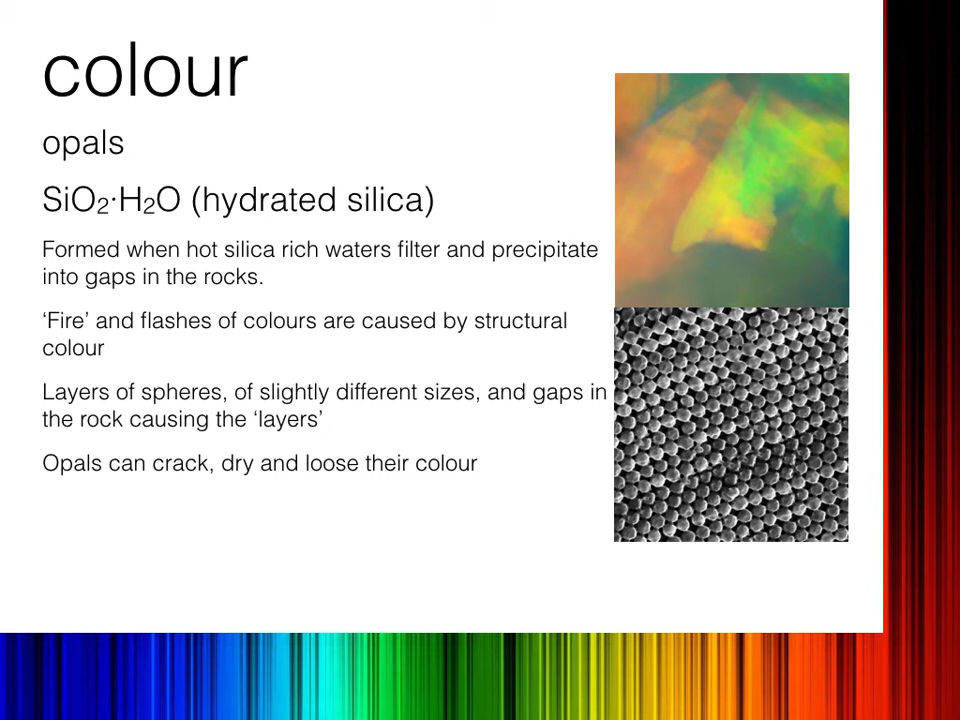 colour
opals
SiO₂·H₂O (hydrated silica)
Formed when hot silica rich waters filter and precipitate
into gaps in the rocks.
‘Fire’ and flashes of colours are caused by structural
colour
Layers of spheres, of slightly different sizes, and gaps in
the rock causing the ‘layers’
Opals can crack, dry and loose their colour